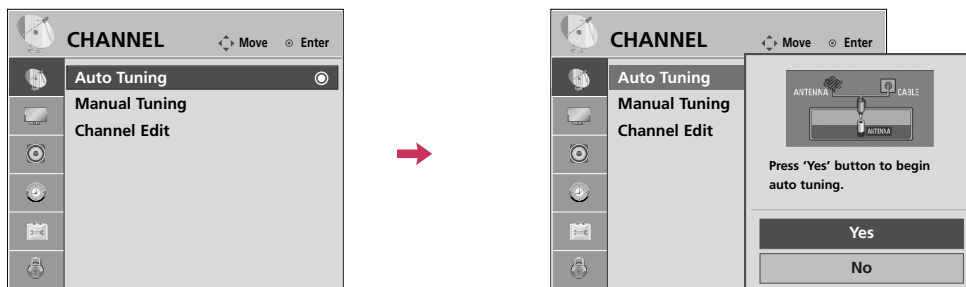 CHANNEL Move Enter
Auto Tuning
Manual Tuning
Channel Edit
CHANNEL Move Enter
Auto Tuning
Manual Tuning
Channel Edit
ANTENNA CABLE
ANTENNA
Press ‘Yes’ button to begin
auto tuning.
Yes
No